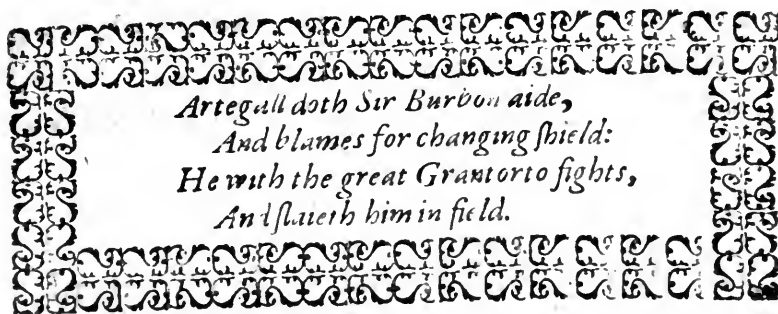 Artegall doth Sir Burbon aide,
And blames for changing ſhield:
He with the great Grantorto fights,
And ſlaieth him in field.